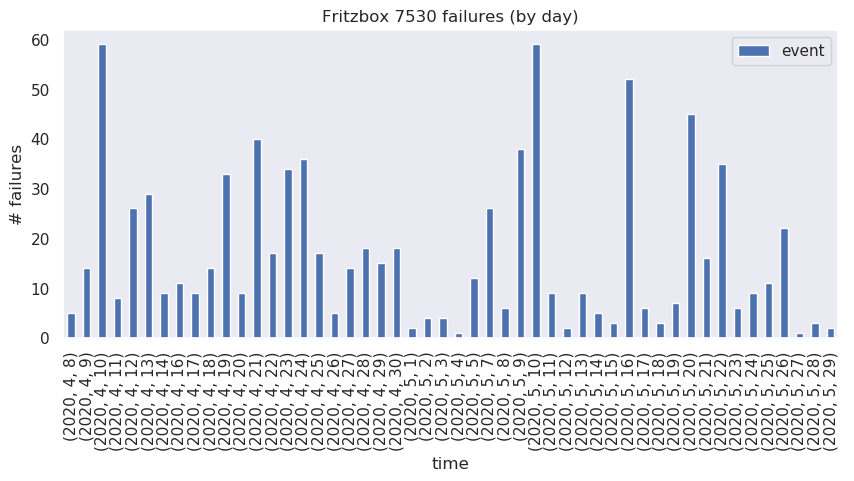 Fritzbox 7530 failures (by day)
event
# failures
60
50
40
30
20
10
0
(2020, 4, 8)
(2020, 4, 9)
(2020, 4, 10)
(2020, 4, 11)
(2020, 4, 12)
(2020, 4, 13)
(2020, 4, 14)
(2020, 4, 16)
(2020, 4, 17)
(2020, 4, 18)
(2020, 4, 19)
(2020, 4, 20)
(2020, 4, 21)
(2020, 4, 22)
(2020, 4, 23)
(2020, 4, 24)
(2020, 4, 25)
(2020, 4, 26)
(2020, 4, 27)
(2020, 4, 28)
(2020, 4, 29)
(2020, 4, 30)
(2020, 5, 1)
(2020, 5, 2)
(2020, 5, 3)
(2020, 5, 4)
(2020, 5, 5)
(2020, 5, 7)
(2020, 5, 8)
(2020, 5, 9)
(2020, 5, 10)
(2020, 5, 11)
(2020, 5, 12)
(2020, 5, 13)
(2020, 5, 14)
(2020, 5, 15)
(2020, 5, 16)
(2020, 5, 17)
(2020, 5, 18)
(2020, 5, 19)
(2020, 5, 20)
(2020, 5, 21)
(2020, 5, 22)
(2020, 5, 23)
(2020, 5, 24)
(2020, 5, 25)
(2020, 5, 26)
(2020, 5, 27)
(2020, 5, 28)
(2020, 5, 29)
time